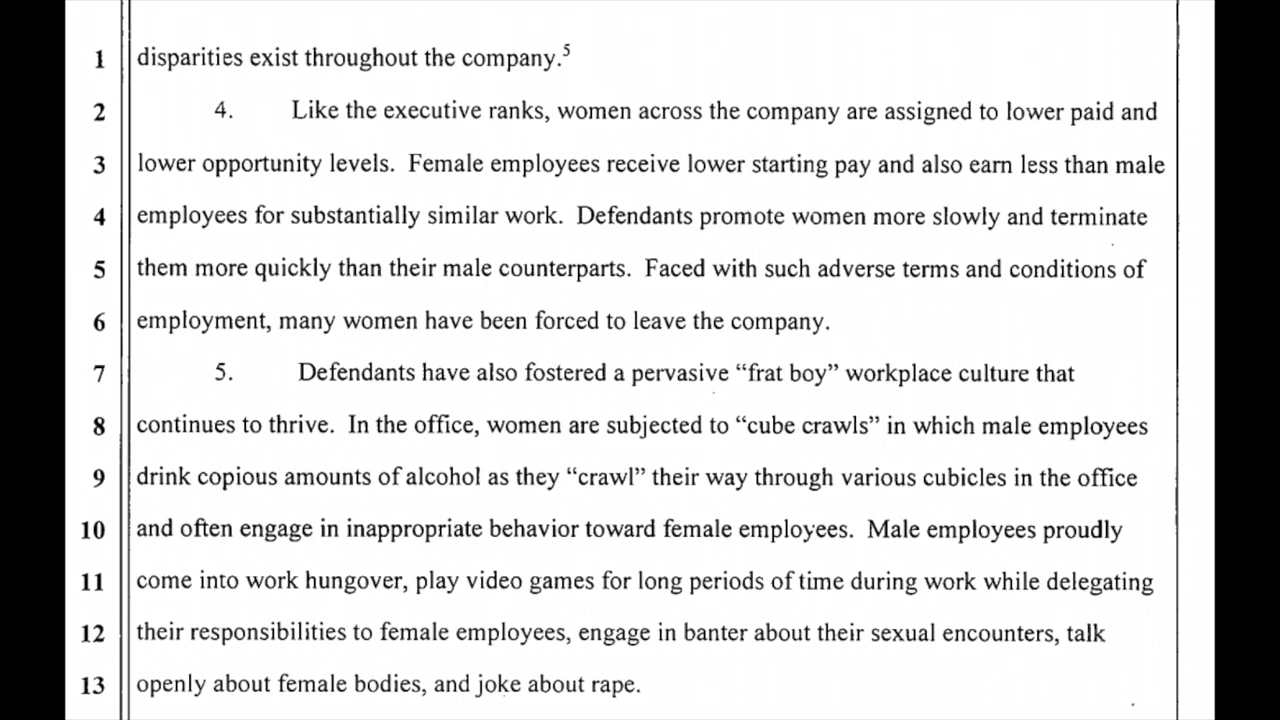 1 disparities exist throughout the company.⁵
2 4. Like the executive ranks, women across the company are assigned to lower paid and
3 lower opportunity levels. Female employees receive lower starting pay and also earn less than male
4 employees for substantially similar work. Defendants promote women more slowly and terminate
5 them more quickly than their male counterparts. Faced with such adverse terms and conditions of
6 employment, many women have been forced to leave the company.
7 5. Defendants have also fostered a pervasive “frat boy” workplace culture that
8 continues to thrive. In the office, women are subjected to “cube crawls” in which male employees
9 drink copious amounts of alcohol as they “crawl” their way through various cubicles in the office
10 and often engage in inappropriate behavior toward female employees. Male employees proudly
11 come into work hungover, play video games for long periods of time during work while delegating
12 their responsibilities to female employees, engage in banter about their sexual encounters, talk
13 openly about female bodies, and joke about rape.